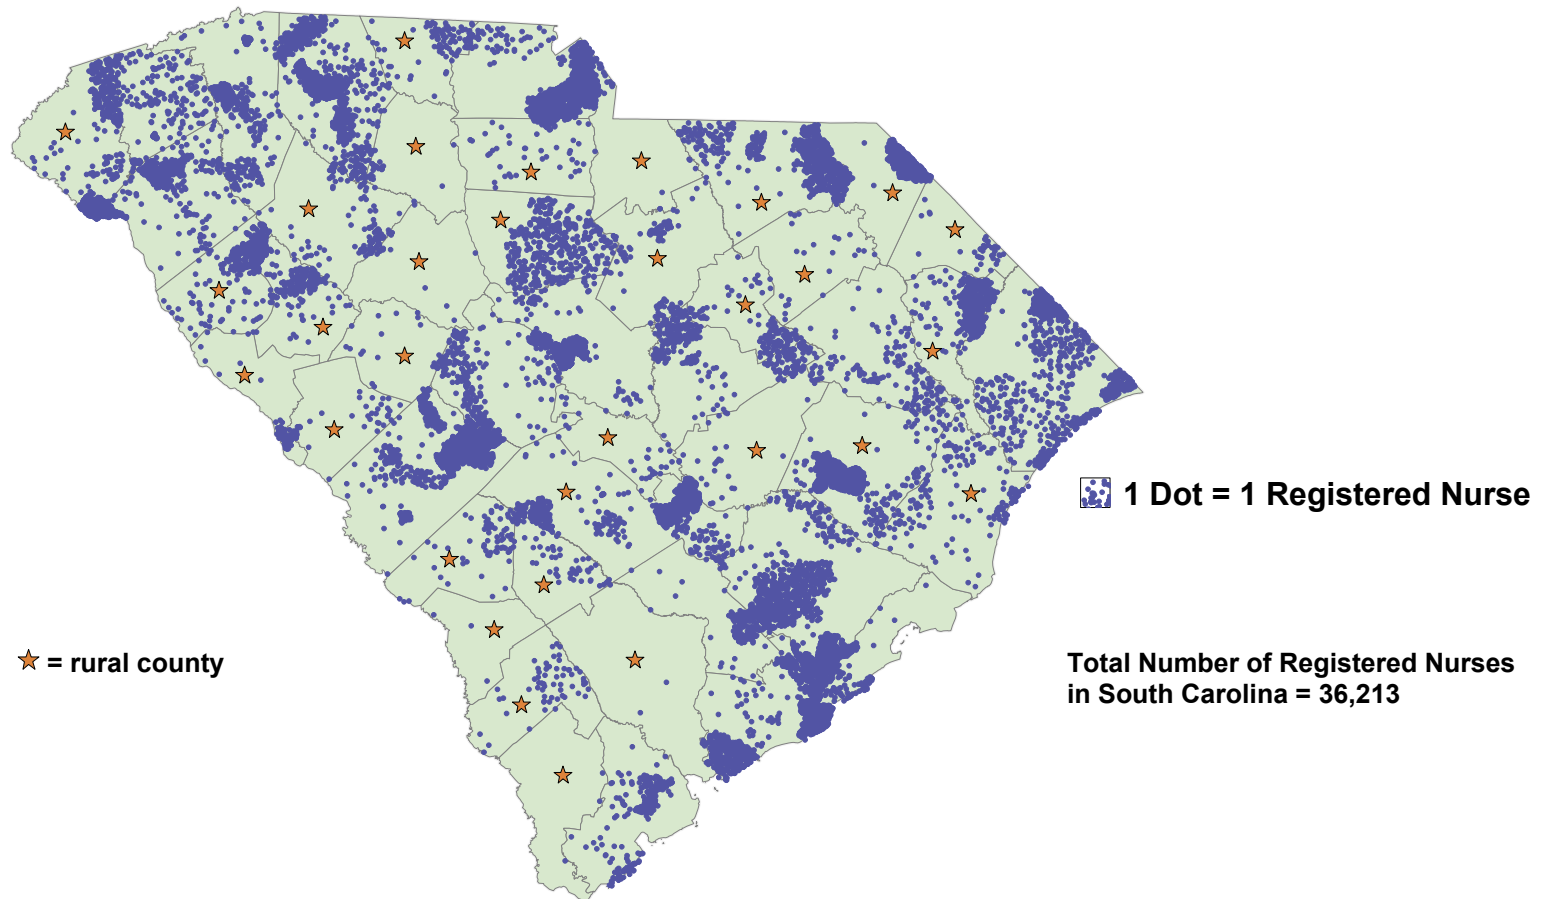 1 Dot = 1 Registered Nurse
= rural county
Total Number of Registered Nurses
in South Carolina = 36,213